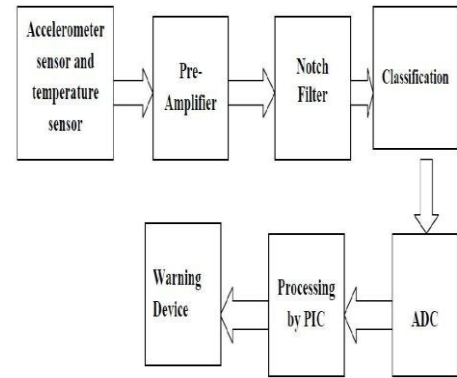 Accelerometer
sensor and
temperature
sensor
Pre-
Amplifier
Notch
Filter
Classification
ADC
Processing
by PIC
Warning
Device